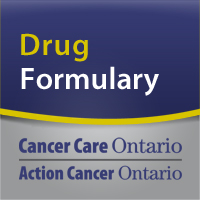 Drug
Formulary
Cancer Care Ontario
Action Cancer Ontario